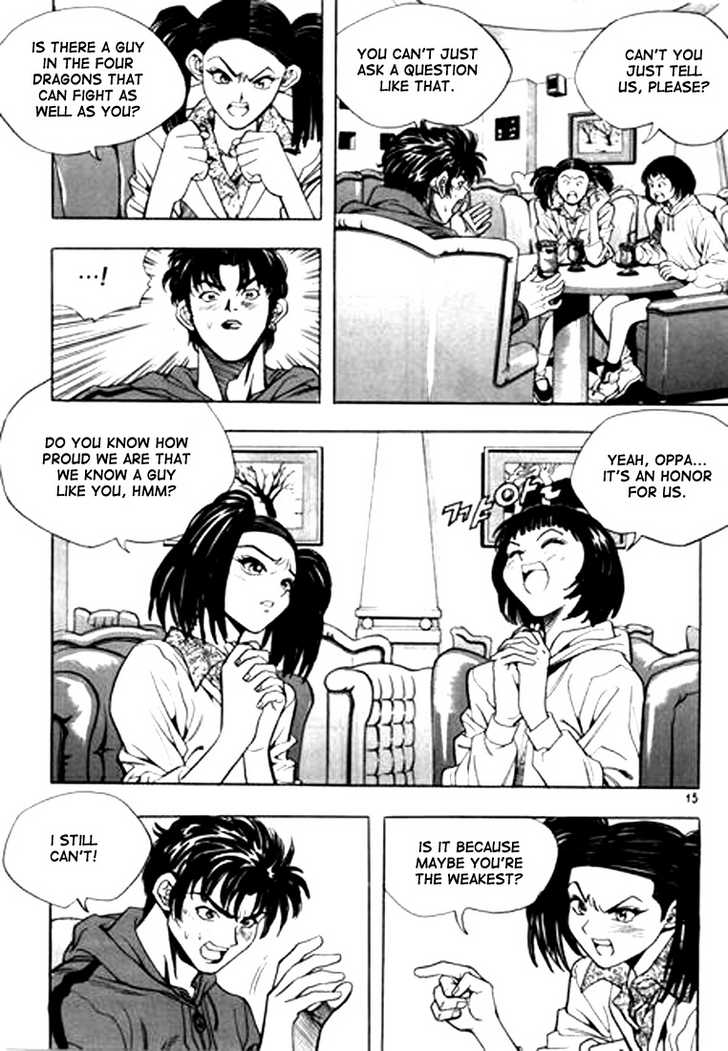 IS THERE A GUY
IN THE FOUR
DRAGONS THAT
CAN FIGHT AS
WELL AS YOU?
YOU CAN'T JUST
ASK A QUESTION
LIKE THAT.
CAN'T YOU
JUST TELL
US, PLEASE?
...!
DO YOU KNOW HOW
PROUD WE ARE THAT
WE KNOW A GUY
LIKE YOU, HMM?
YEAH, OPPA...
IT'S AN HONOR
FOR US.
15
I STILL
CAN'T!
IS IT BECAUSE
MAYBE YOU'RE
THE WEAKEST?